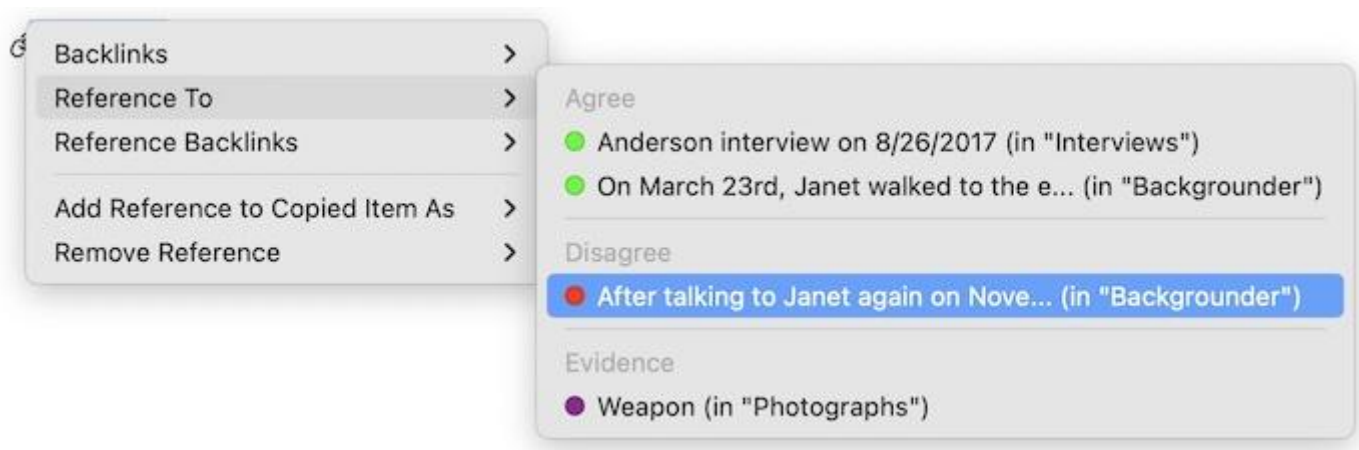 Backlinks
Reference To
Reference Backlinks
Add Reference to Copied Item As
Remove Reference
Agree
Anderson interview on 8/26/2017 (in "Interviews")
On March 23rd, Janet walked to the e... (in "Backgrounder")
Disagree
After talking to Janet again on Nove... (in "Backgrounder")
Evidence
Weapon (in "Photographs")